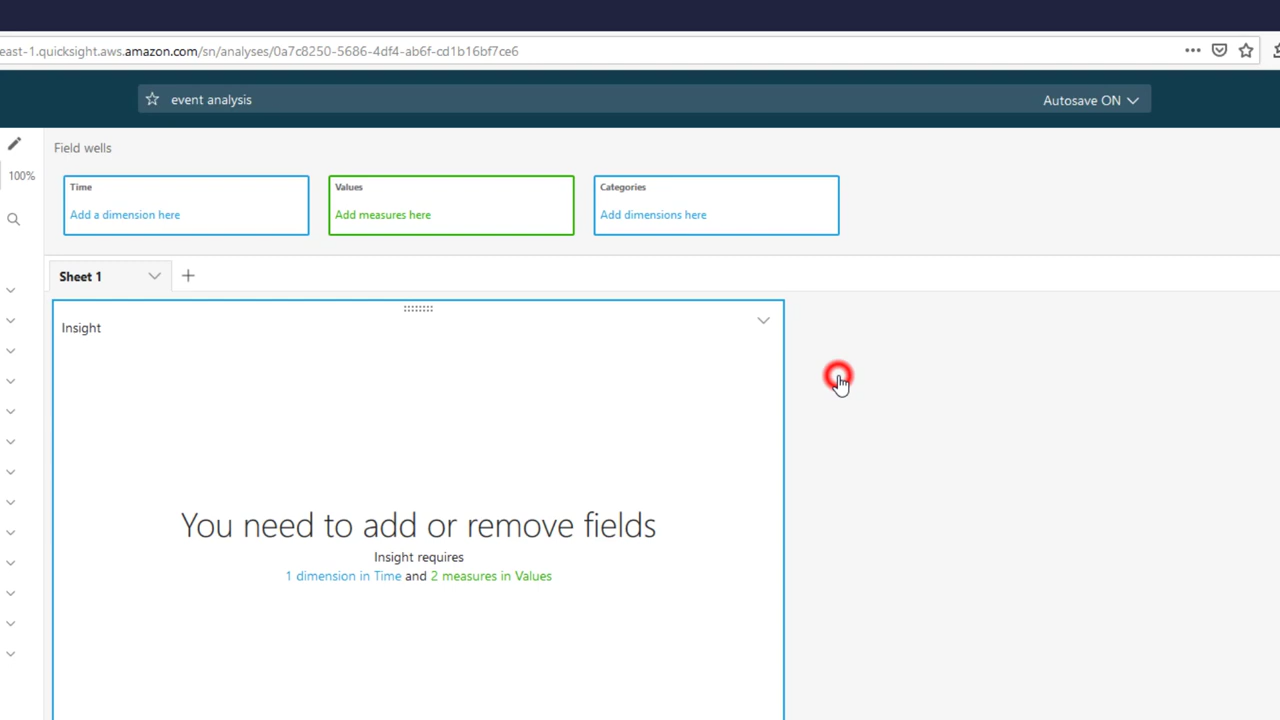 east-1.quicksight.aws.amazon.com/sn/analyses/0a7c8250-5686-4df4-ab6f-cd1b16bf7ce6
event analysis
Autosave ON
Field wells
100%
Time
Values
Categories
Add a dimension here
Add measures here
Add dimensions here
Sheet 1
Insight
You need to add or remove fields
Insight requires
1 dimension in Time and 2 measures in Values